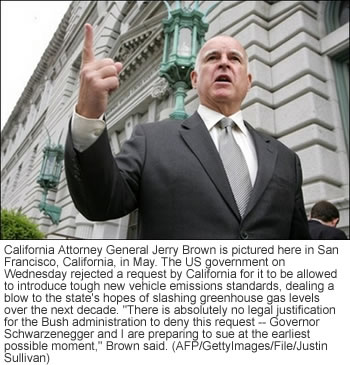 California Attorney General Jerry Brown is pictured here in San
Francisco, California, in May. The US government on
Wednesday rejected a request by California for it to be allowed
to introduce tough new vehicle emissions standards, dealing a
blow to the state's hopes of slashing greenhouse gas levels
over the next decade. "There is absolutely no legal justification
for the Bush administration to deny this request -- Governor
Schwarzenegger and I are preparing to sue at the earliest
possible moment," Brown said. (AFP/GettyImages/File/Justin
Sullivan)